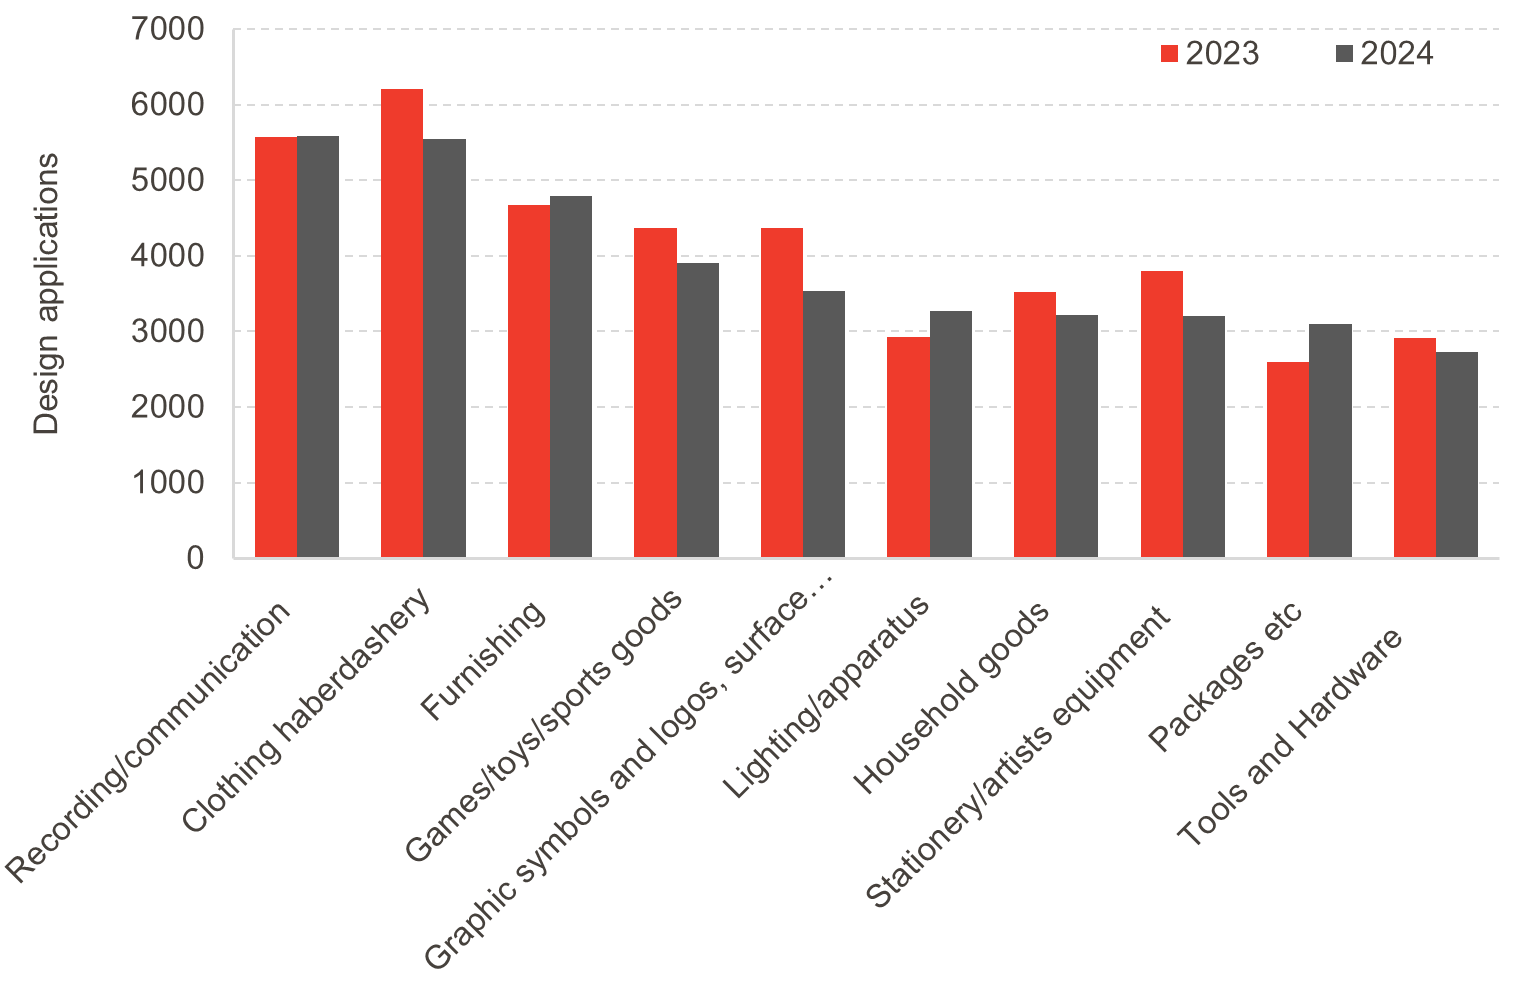 7000
6000
5000
4000
3000
2000
1000
0
Design applications
2023
2024
Recording/communication
Clothing haberdashery
Furnishing
Games/toys/sports goods
Graphic symbols and logos, surface…
Lighting/apparatus
Household goods
Stationery/artists equipment
Packages etc
Tools and Hardware